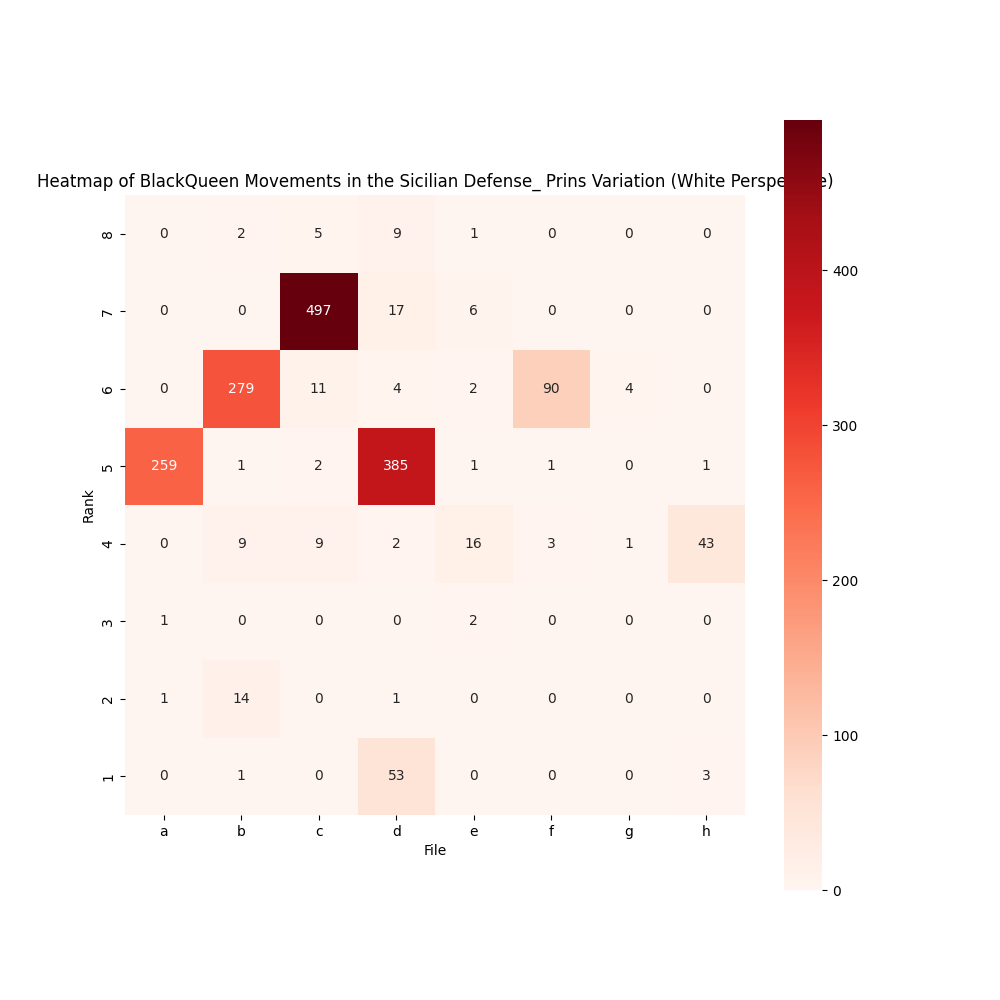 Heatmap of BlackQueen Movements in the Sicilian Defense_ Prins Variation (White Perspe e)
8 0 2 5 9 1 0 0 0
7 0 0 497 17 6 0 0 0
6 0 279 11 4 2 90 4 0
5 259 1 2 385 1 1 0 1
4 0 9 9 2 16 3 1 43
3 1 0 0 0 2 0 0 0
2 1 14 0 1 0 0 0 0
1 0 1 0 53 0 0 0 3
a b c d e f g h
File
Rank
400
300
200
100
0